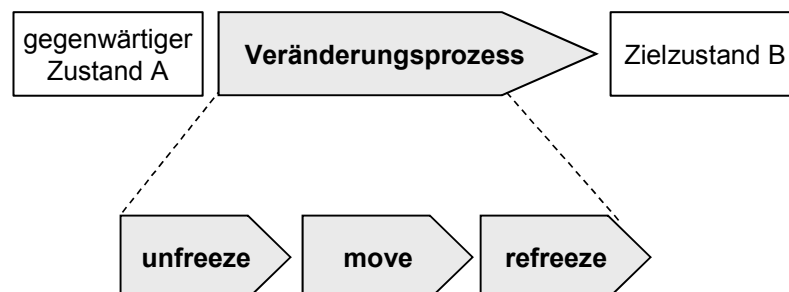 gegenwärtiger
Zustand A
Veränderungsprozess
Zielzustand B
unfreeze
move
refreeze